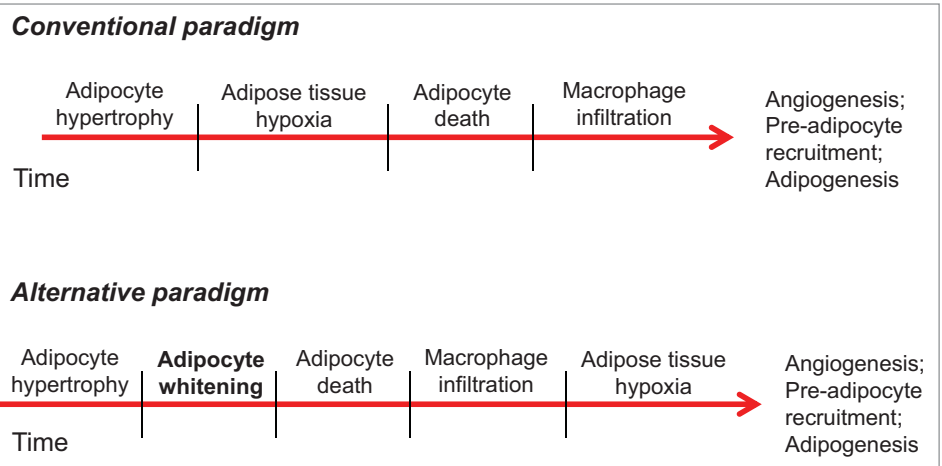 Conventional paradigm
Adipocyte hypertrophy
Adipose tissue hypoxia
Adipocyte death
Macrophage infiltration
Angiogenesis;
Pre-adipocyte
recruitment;
Adipogenesis
Time
Alternative paradigm
Adipocyte hypertrophy
Adipocyte whitening
Adipocyte death
Macrophage infiltration
Adipose tissue hypoxia
Angiogenesis;
Pre-adipocyte
recruitment;
Adipogenesis
Time